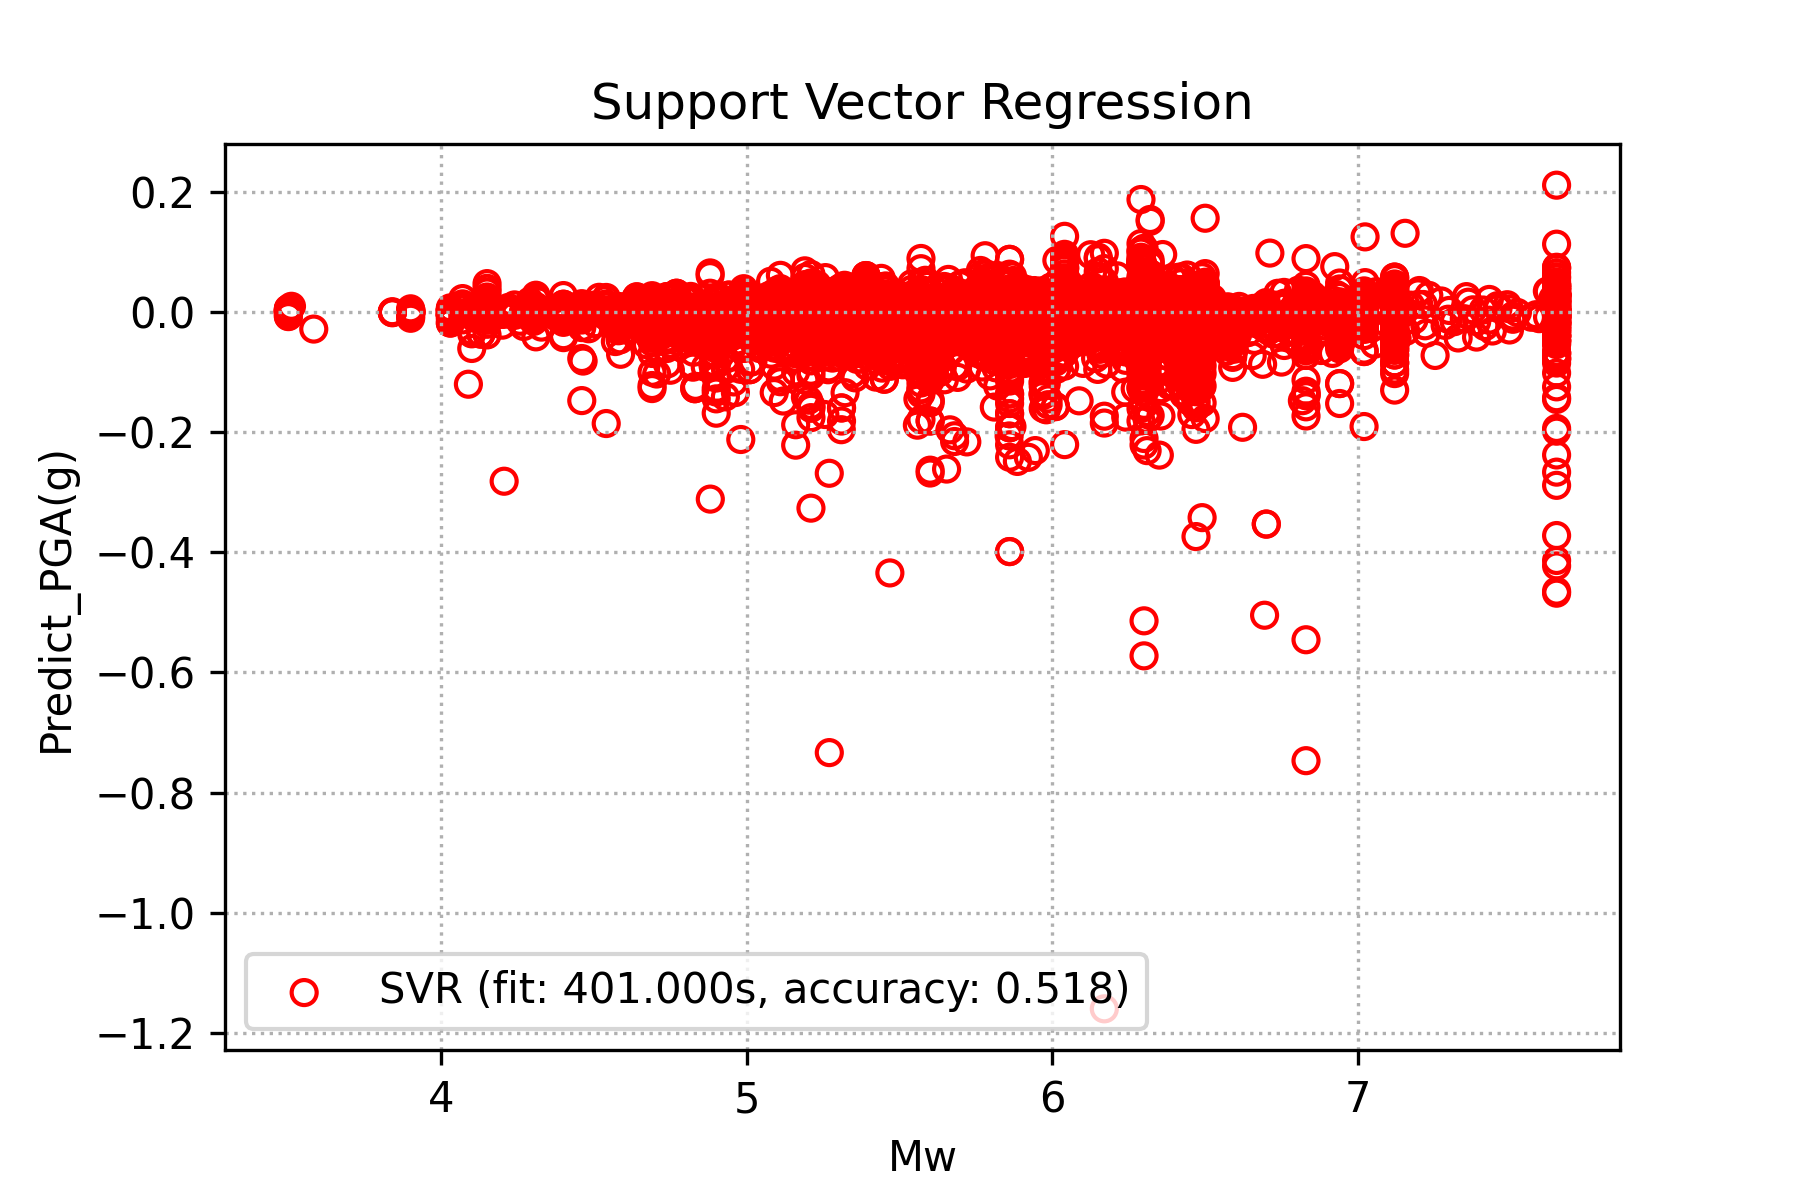 Support Vector Regression
Predict_PGA(g)
0.2
0.0
−0.2
−0.4
−0.6
−0.8
−1.0
−1.2
SVR (fit: 401.000s, accuracy: 0.518)
4 5 6 7
Mw